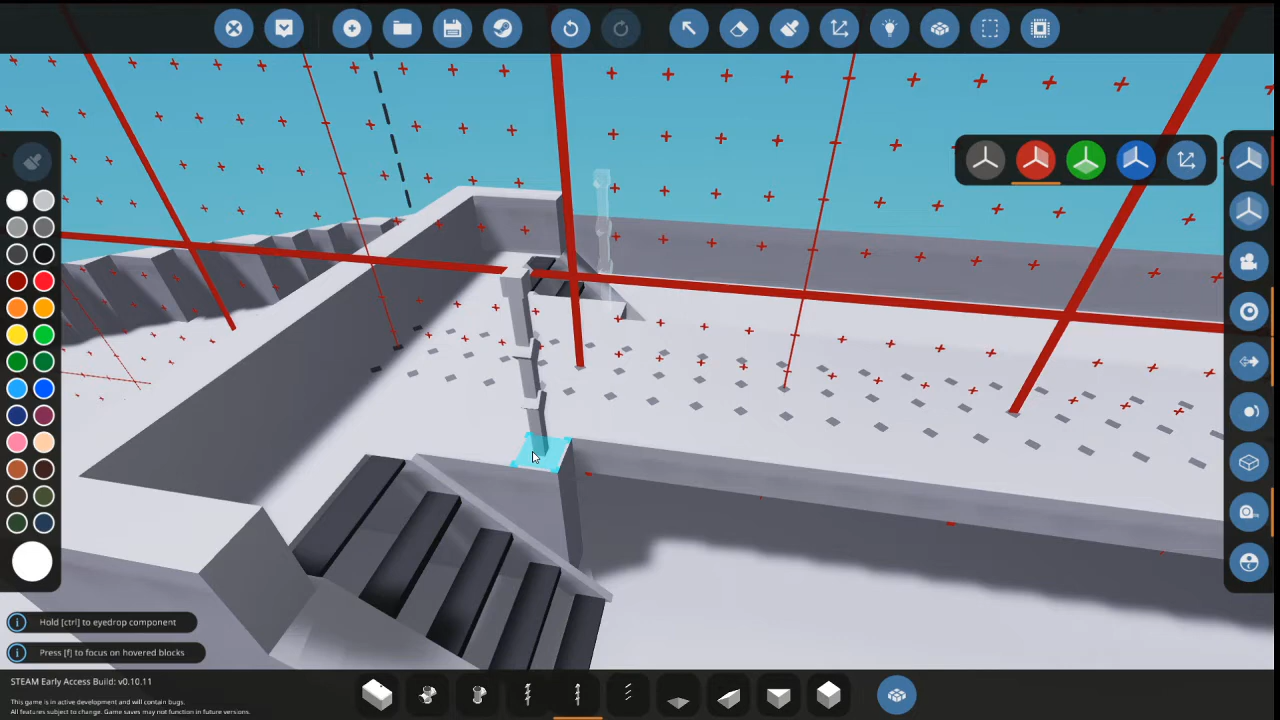 Hold [ctrl] to eyedrop component
Press [f] to focus on hovered blocks
STEAM Early Access Build: v0.10.11
This game is in active development and will contain bugs.
All features subject to change. Game saves may not function in future versions.